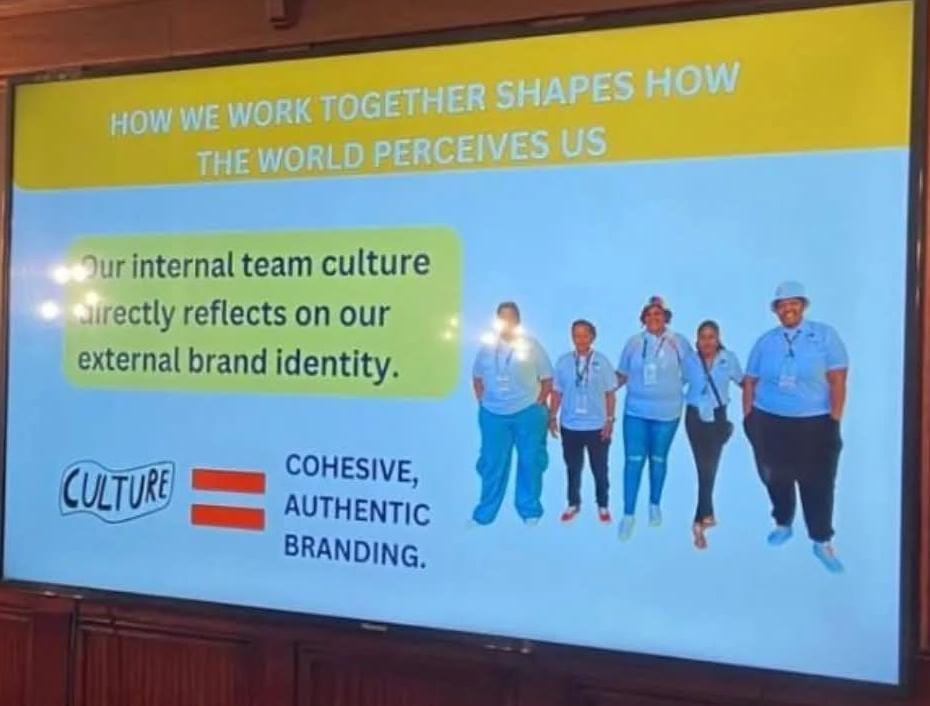 HOW WE WORK TOGETHER SHAPES HOW
THE WORLD PERCEIVES US
Our internal team culture
directly reflects on our
external brand identity.
CULTURE
COHESIVE,
AUTHENTIC
BRANDING.